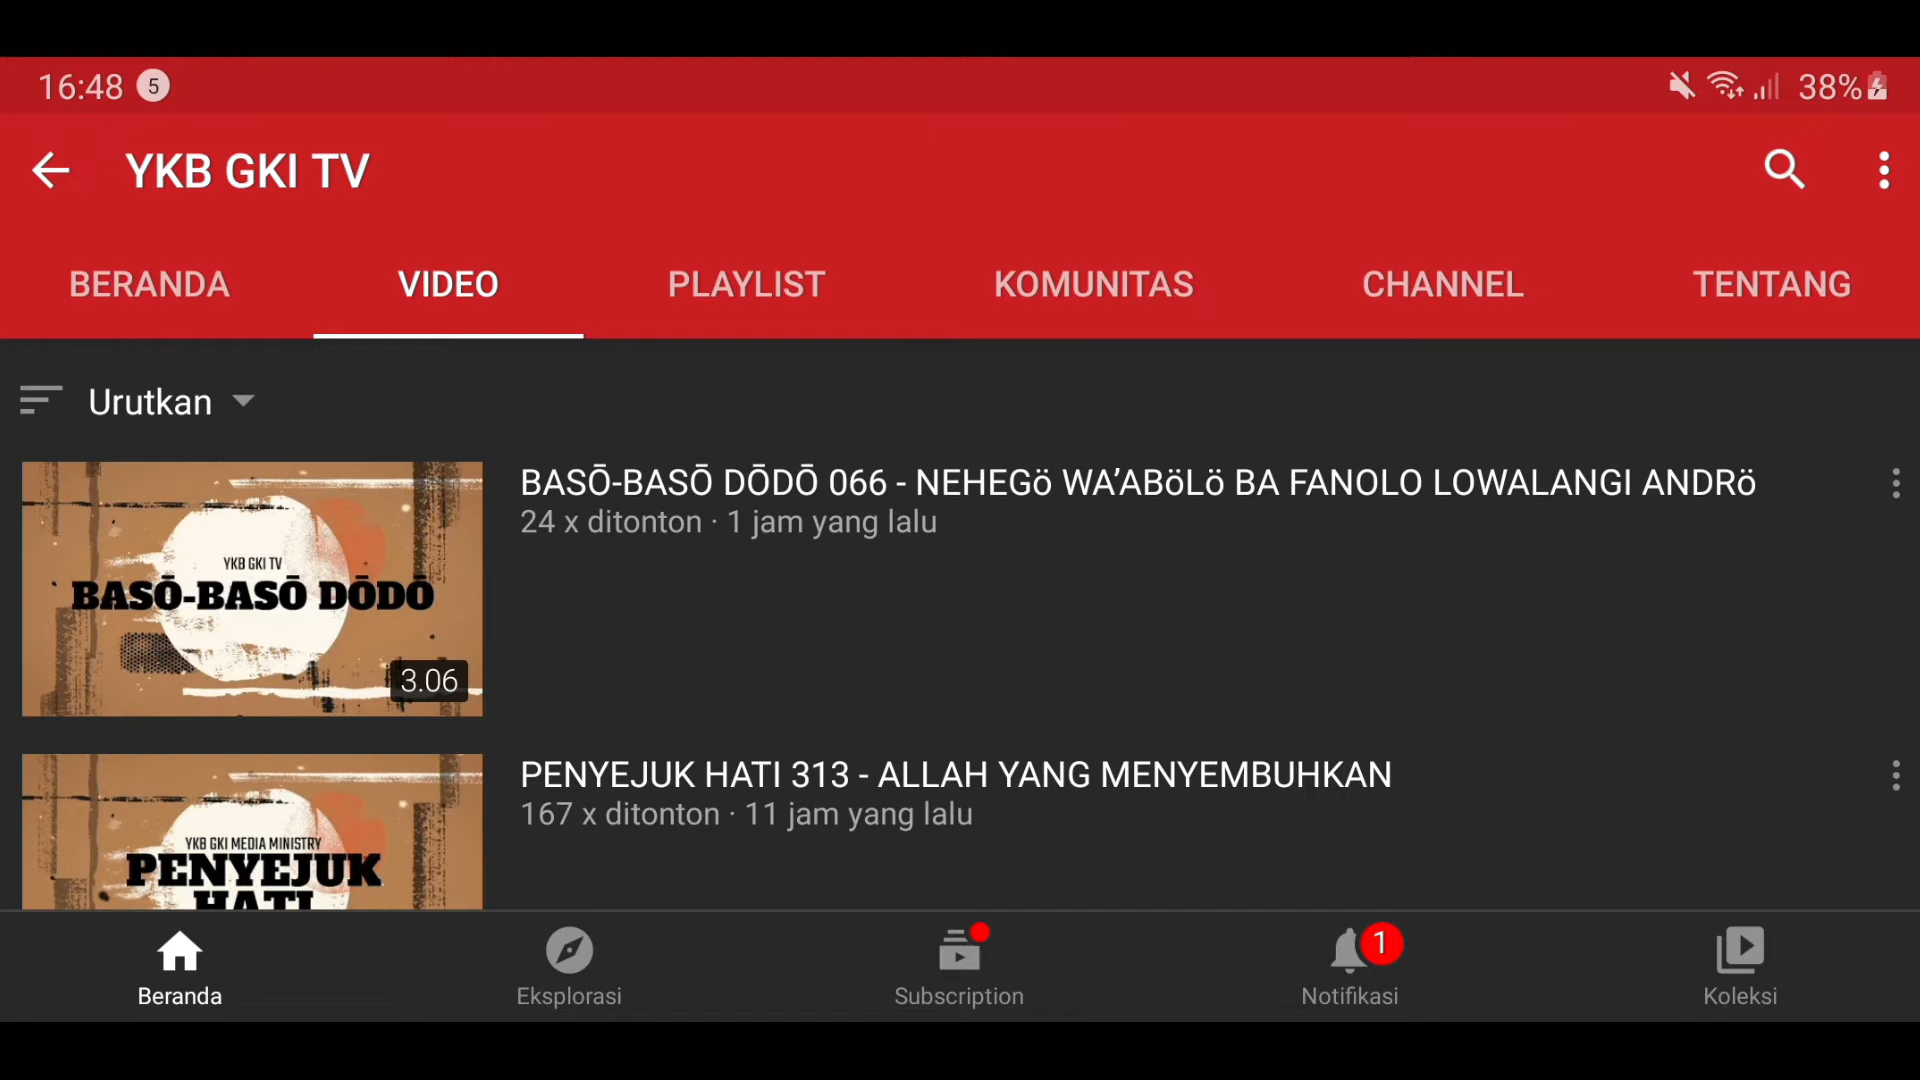 16:48 5 38%
YKB GKI TV
BERANDA VIDEO PLAYLIST KOMUNITAS CHANNEL TENTANG
Urutkan
BASŌ-BASŌ DŌDŌ 066 - NEHEGö WA’ABöLö BA FANOLO LOWALANGI ANDRö
24 x ditonton · 1 jam yang lalu
YKB GKI TV
BASŌ-BASŌ DŌDŌ
3.06
PENYEJUK HATI 313 - ALLAH YANG MENYEMBUHKAN
167 x ditonton · 11 jam yang lalu
YKB GKI MEDIA MINISTRY
PENYEJUK
HATI
1
Beranda Eksplorasi Subscription Notifikasi Koleksi